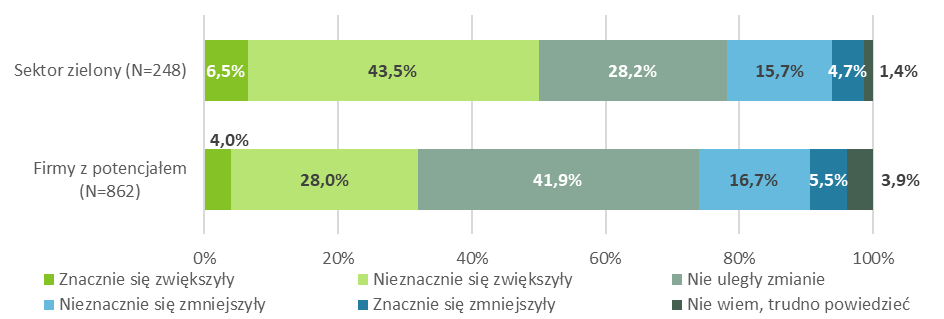 Sektor zielony (N=248)
6,5% 43,5% 28,2% 15,7% 4,7% 1,4%
4,0%
Firmy z potencjałem
(N=862)
28,0% 41,9% 16,7% 5,5% 3,9%
0% 20% 40% 60% 80% 100%
Znacznie się zwiększyły Nieznacznie się zwiększyły Nie uległy zmianie
Nieznacznie się zmniejszyły Znacznie się zmniejszyły Nie wiem, trudno powiedzieć